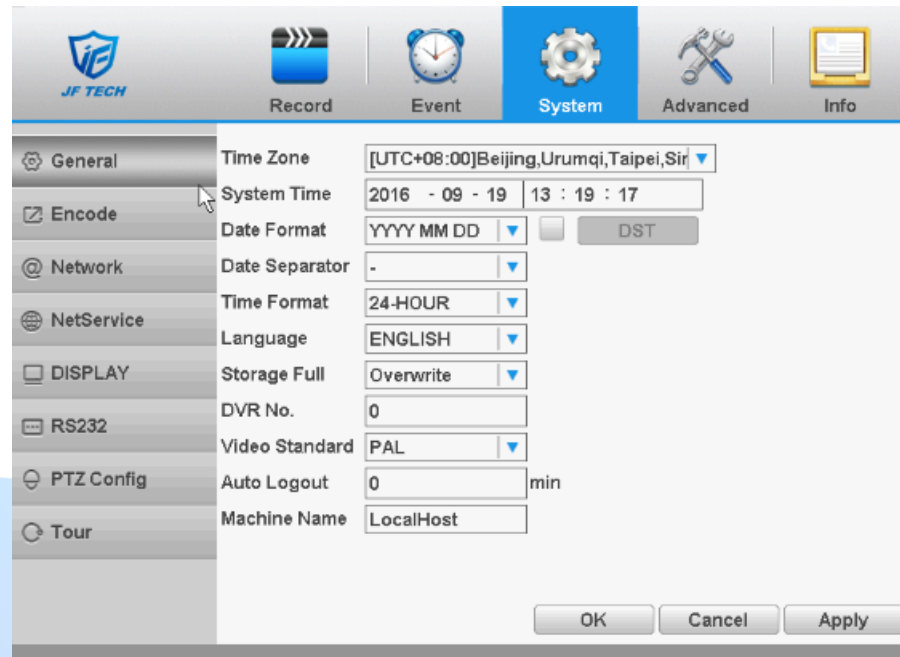 JF TECH
Record Event System Advanced Info
General
Encode
Network
NetService
DISPLAY
RS232
PTZ Config
Tour
Time Zone [UTC+08:00]Beijing,Urumqi,Taipei,Sir
System Time 2016 - 09 - 19 13 : 19 : 17
Date Format YYYY MM DD DST
Date Separator -
Time Format 24-HOUR
Language ENGLISH
Storage Full Overwrite
DVR No. 0
Video Standard PAL
Auto Logout 0 min
Machine Name LocalHost
OK Cancel Apply